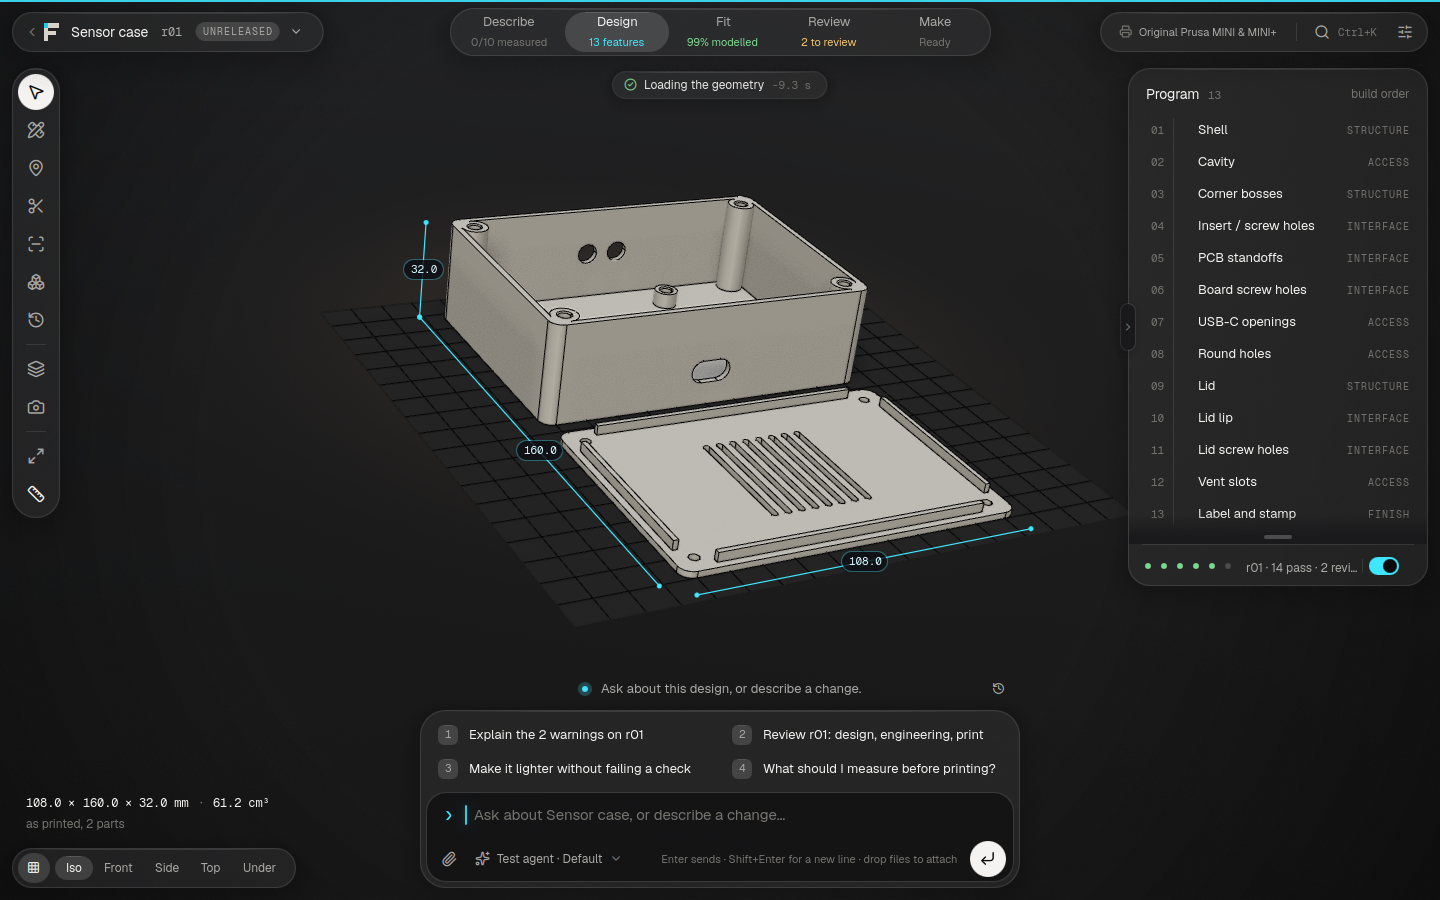 Sensor case r01 UNRELEASED
Describe
0/10 measured
Design
13 features
Fit
99% modelled
Review
2 to review
Make
Ready
Original Prusa MINI & MINI+
Ctrl+K
Loading the geometry -9.3 s
Program 13 build order
01 Shell STRUCTURE
02 Cavity ACCESS
03 Corner bosses STRUCTURE
04 Insert / screw holes INTERFACE
05 PCB standoffs INTERFACE
06 Board screw holes INTERFACE
07 USB-C openings ACCESS
08 Round holes ACCESS
09 Lid STRUCTURE
10 Lid lip INTERFACE
11 Lid screw holes INTERFACE
12 Vent slots ACCESS
13 Label and stamp FINISH
r01 · 14 pass · 2 revi...
32.0
160.0
108.0
Ask about this design, or describe a change.
1 Explain the 2 warnings on r01
2 Review r01: design, engineering, print
3 Make it lighter without failing a check
4 What should I measure before printing?
Ask about Sensor case, or describe a change...
Test agent · Default
Enter sends · Shift+Enter for a new line · drop files to attach
108.0 × 160.0 × 32.0 mm · 61.2 cm³
as printed, 2 parts
Iso Front Side Top Under